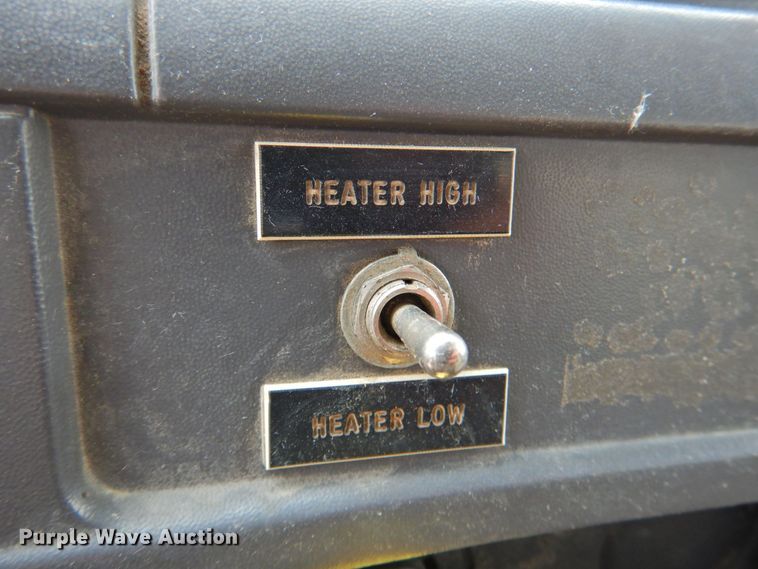 HEATER HIGH
HEATER LOW
Purple Wave Auction